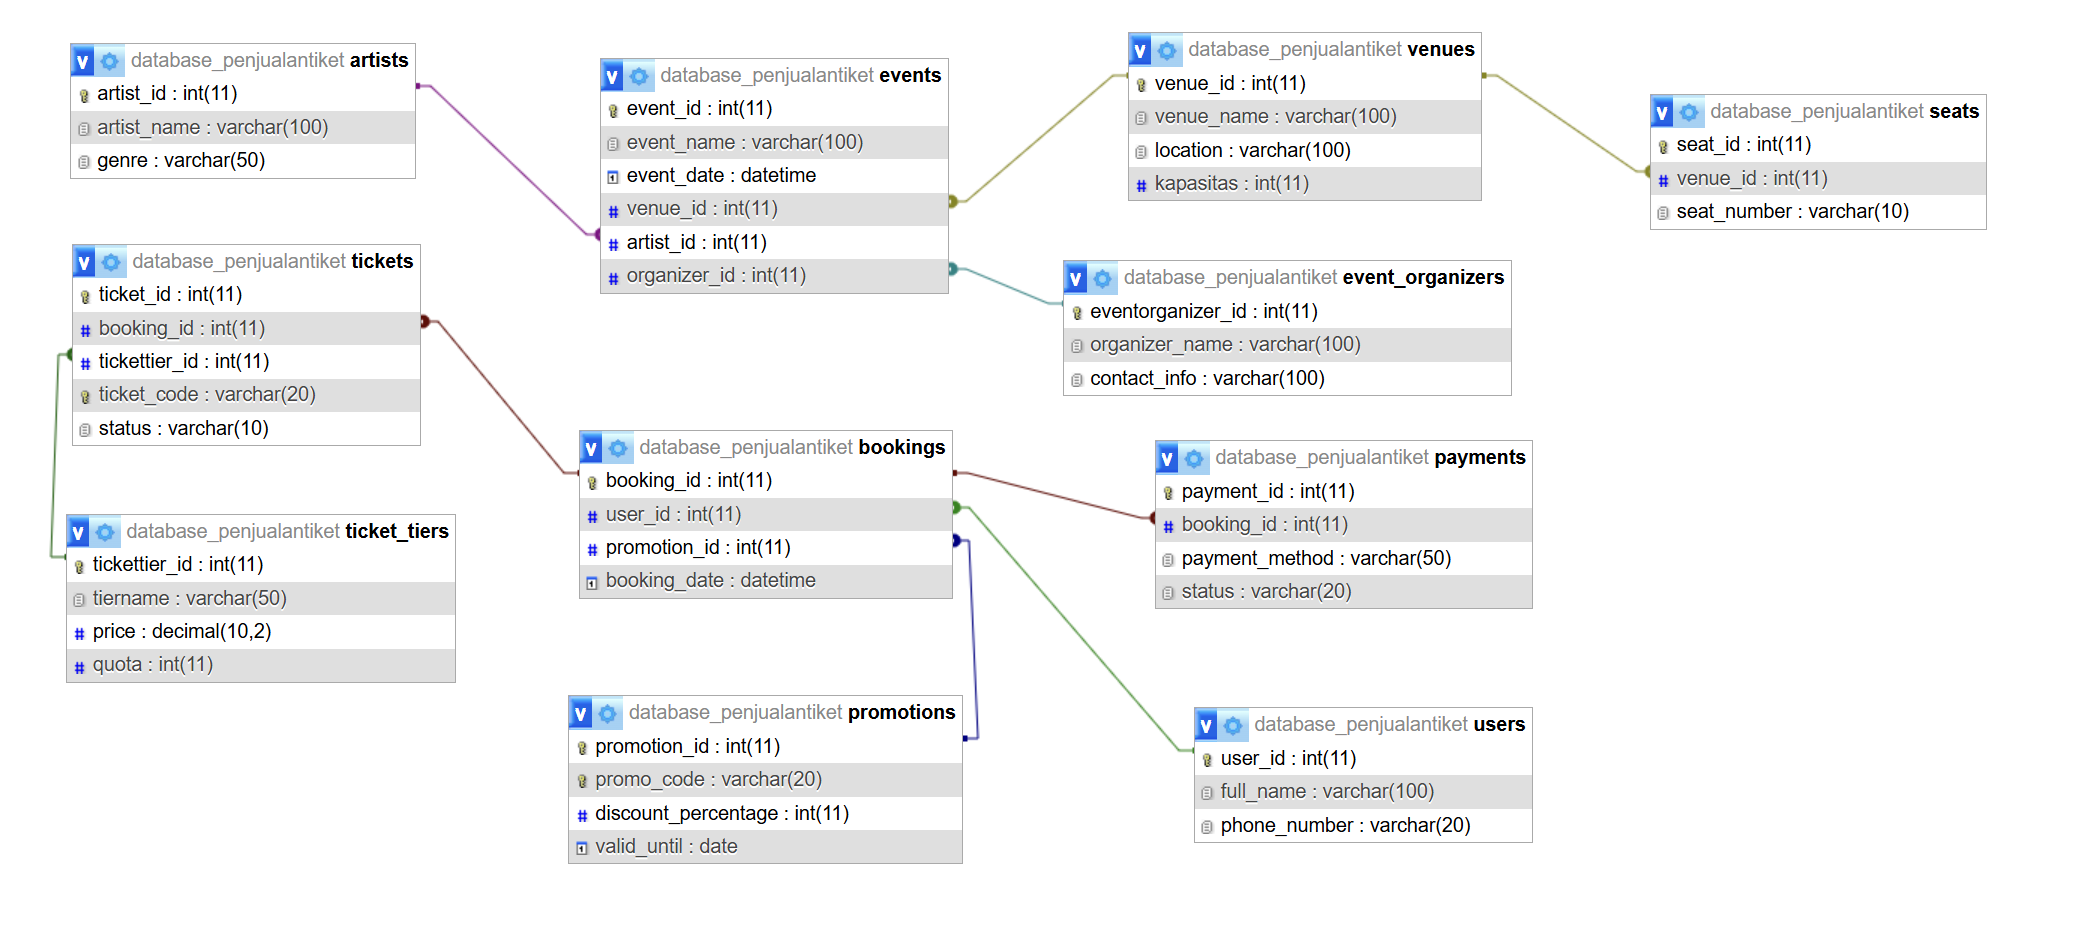 database_penjualantiket artists
artist_id : int(11)
artist_name : varchar(100)
genre : varchar(50)
database_penjualantiket events
event_id : int(11)
event_name : varchar(100)
event_date : datetime
venue_id : int(11)
artist_id : int(11)
organizer_id : int(11)
database_penjualantiket venues
venue_id : int(11)
venue_name : varchar(100)
location : varchar(100)
kapasitas : int(11)
database_penjualantiket seats
seat_id : int(11)
venue_id : int(11)
seat_number : varchar(10)
database_penjualantiket tickets
ticket_id : int(11)
booking_id : int(11)
tickettier_id : int(11)
ticket_code : varchar(20)
status : varchar(10)
database_penjualantiket event_organizers
eventorganizer_id : int(11)
organizer_name : varchar(100)
contact_info : varchar(100)
database_penjualantiket ticket_tiers
tickettier_id : int(11)
tiername : varchar(50)
price : decimal(10,2)
quota : int(11)
database_penjualantiket bookings
booking_id : int(11)
user_id : int(11)
promotion_id : int(11)
booking_date : datetime
database_penjualantiket payments
payment_id : int(11)
booking_id : int(11)
payment_method : varchar(50)
status : varchar(20)
database_penjualantiket promotions
promotion_id : int(11)
promo_code : varchar(20)
discount_percentage : int(11)
valid_until : date
database_penjualantiket users
user_id : int(11)
full_name : varchar(100)
phone_number : varchar(20)